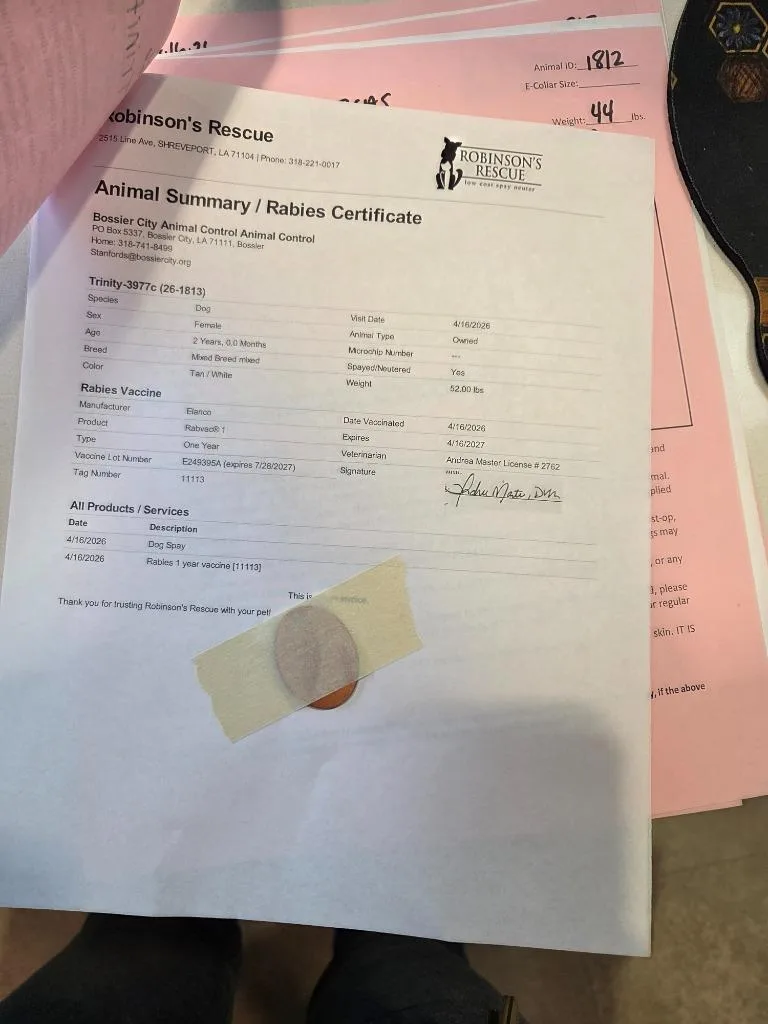 Animal ID: 1812
E-Collar Size:
Weight: 44 lbs.
Robinson's Rescue
2515 Line Ave, SHREVEPORT, LA 71104 | Phone: 318-221-0017
ROBINSON'S
RESCUE
low cost spay neuter
Animal Summary / Rabies Certificate
Bossier City Animal Control Animal Control
PO Box 5337, Bossier City, LA 71111, Bossier
Home: 318-741-8499
Stanfords@bossiercity.org
Trinity-3977c (26-1813)
Species Dog Visit Date 4/16/2026
Sex Female Animal Type Owned
Age 2 Years, 0.0 Months Microchip Number ---
Breed Mixed Breed mixed Spayed/Neutered Yes
Color Tan / White Weight 52.00 lbs
Rabies Vaccine
Manufacturer Elanco Date Vaccinated 4/16/2026
Product Rabvac® 1 Expires 4/16/2027
Type One Year Veterinarian Andrea Master License # 2762
Vaccine Lot Number E249395A (expires 7/28/2027) Signature
Tag Number 11113
All Products / Services
Date Description
4/16/2026 Dog Spay
4/16/2026 Rabies 1 year vaccine [11113]
This is invoice.
Thank you for trusting Robinson's Rescue with your pet!
and
mal.
plied
st-op,
gs may
, or any
d, please
or regular
skin. IT IS
y, if the above